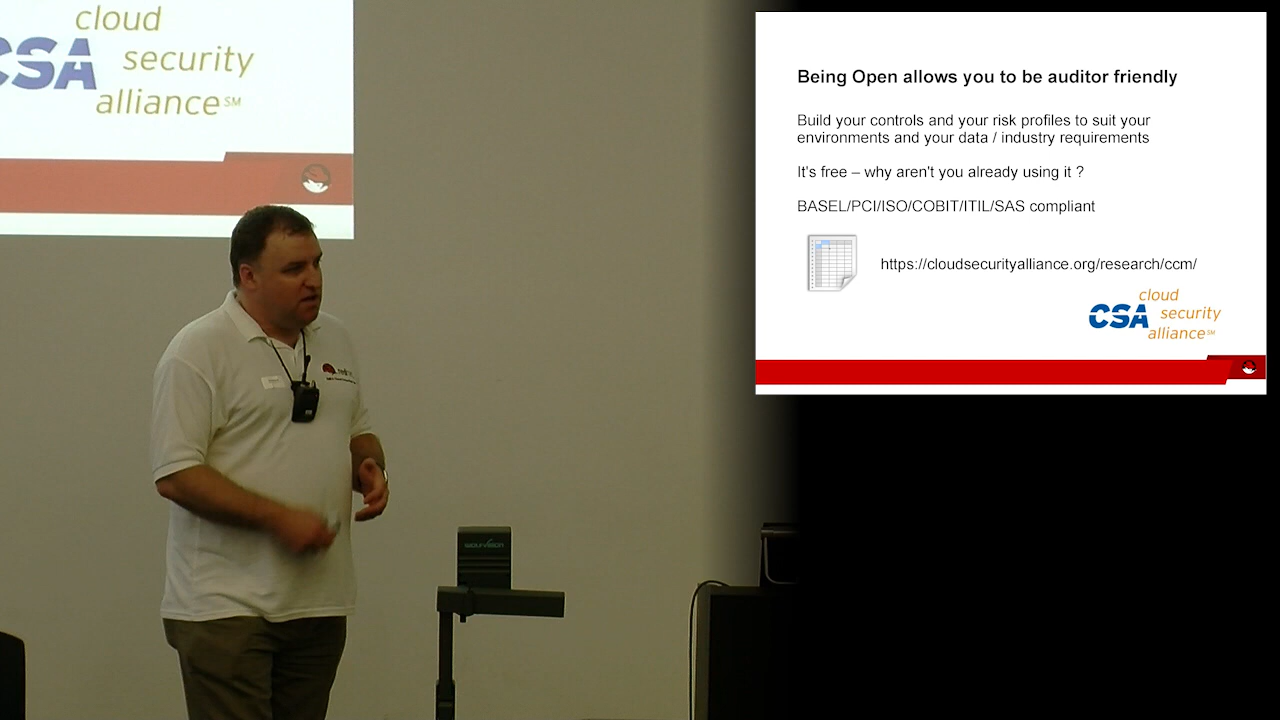 cloud
CSA security
alliance SM
redhat
WOLFVISION
Being Open allows you to be auditor friendly
Build your controls and your risk profiles to suit your
environments and your data / industry requirements
It's free – why aren't you already using it ?
BASEL/PCI/ISO/COBIT/ITIL/SAS compliant
https://cloudsecurityalliance.org/research/ccm/
cloud
CSA security
alliance SM